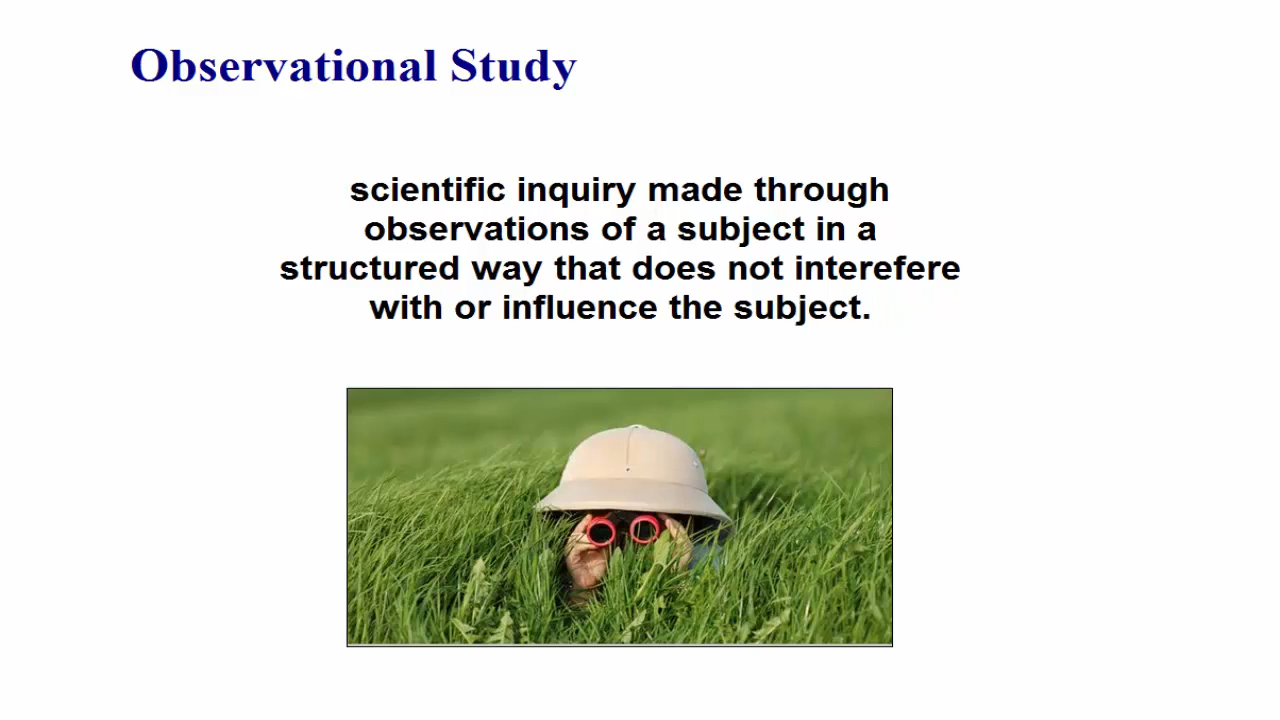 Observational Study
scientific inquiry made through
observations of a subject in a
structured way that does not interefere
with or influence the subject.